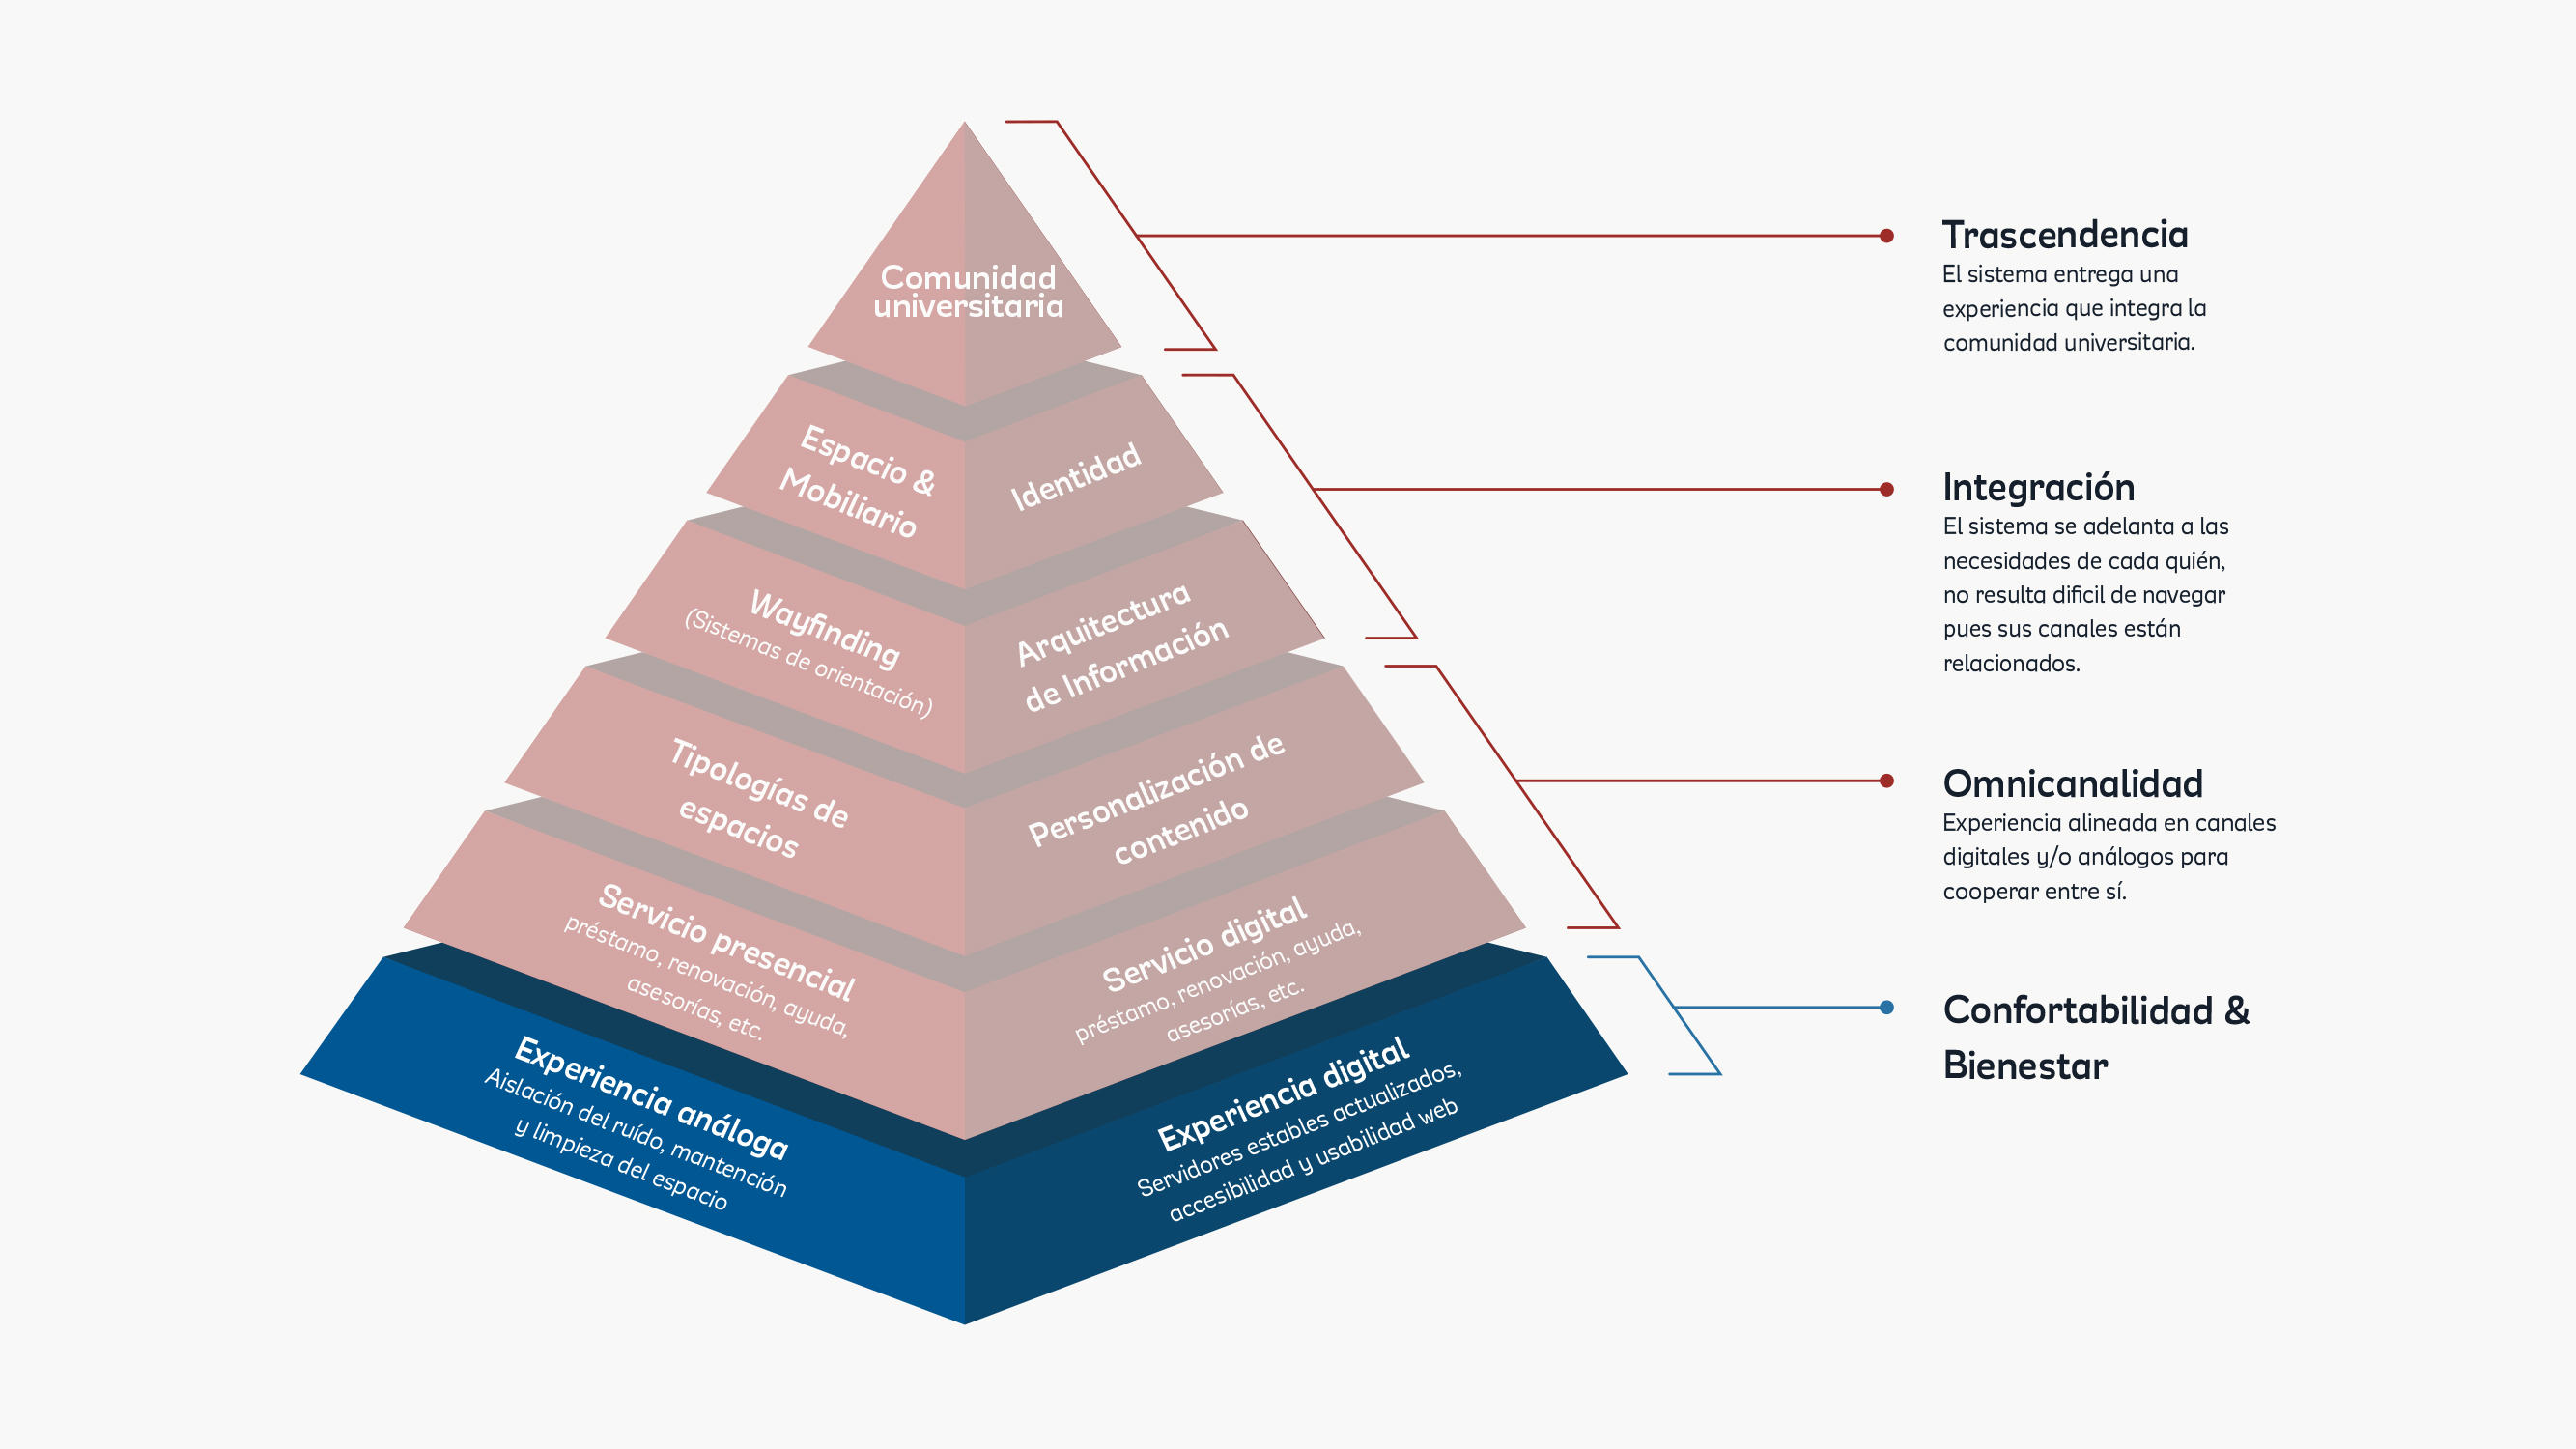 Comunidad
universitaria
Espacio &
Mobiliario
Identidad
Wayfinding
(Sistemas de orientación)
Arquitectura
de Información
Tipologías de
espacios
Personalización de
contenido
Servicio presencial
préstamo, renovación, ayuda,
asesorías, etc.
Servicio digital
préstamo, renovación, ayuda,
asesorías, etc.
Experiencia análoga
Aislación del ruído, mantención
y limpieza del espacio
Experiencia digital
Servidores estables actualizados,
accesibilidad y usabilidad web
Trascendencia
El sistema entrega una
experiencia que integra la
comunidad universitaria.
Integración
El sistema se adelanta a las
necesidades de cada quién,
no resulta dificil de navegar
pues sus canales están
relacionados.
Omnicanalidad
Experiencia alineada en canales
digitales y/o análogos para
cooperar entre sí.
Confortabilidad &
Bienestar